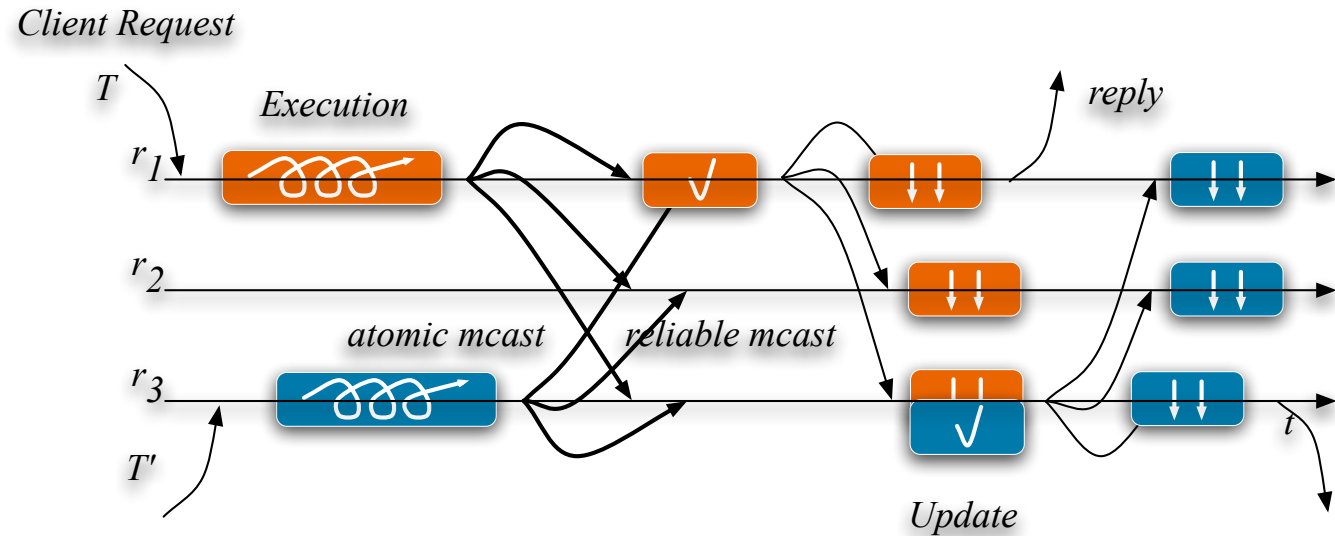 Client Request
T
Execution
reply
r1
r2
atomic mcast
reliable mcast
r3
t
T'
Update